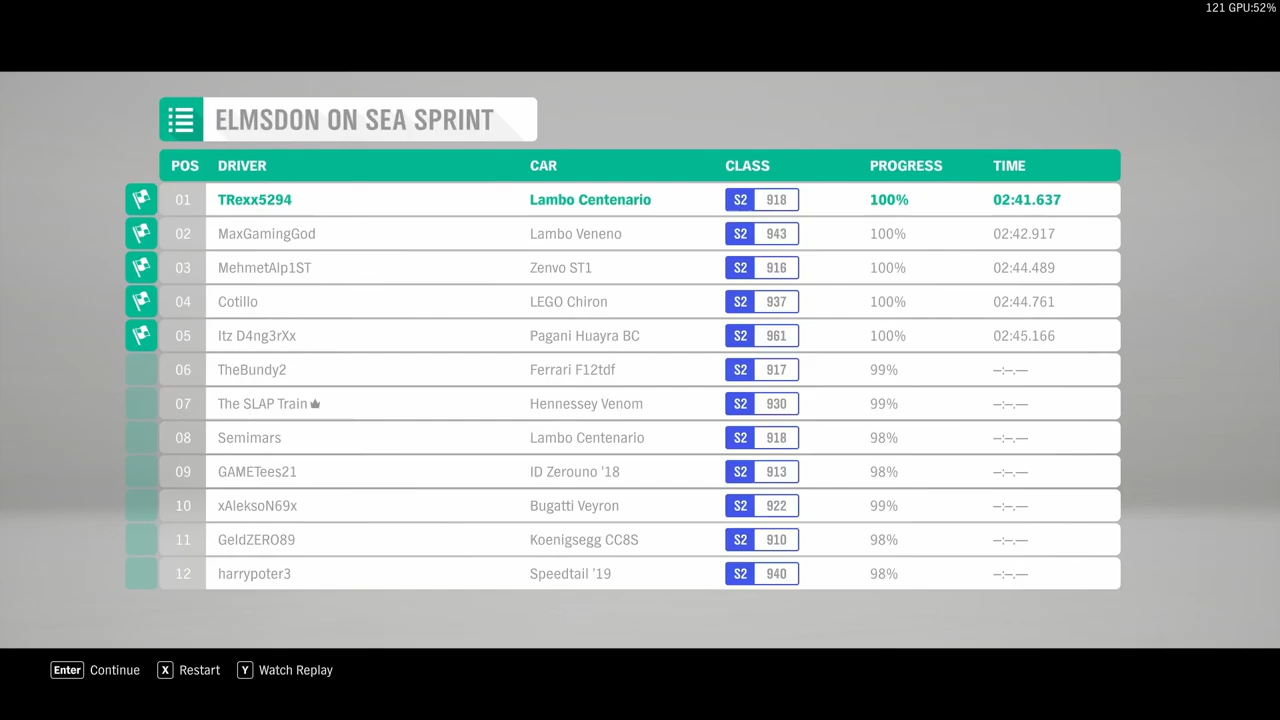 121 GPU:52%
ELMSDON ON SEA SPRINT
POS DRIVER CAR CLASS PROGRESS TIME
01 TRexx5294 Lambo Centenario S2 918 100% 02:41.637
02 MaxGamingGod Lambo Veneno S2 943 100% 02:42.917
03 MehmetAlp1ST Zenvo ST1 S2 916 100% 02:44.489
04 Cotillo LEGO Chiron S2 937 100% 02:44.761
05 Itz D4ng3rXx Pagani Huayra BC S2 961 100% 02:45.166
06 TheBundy2 Ferrari F12tdf S2 917 99% --:--.---
07 The SLAP Train Hennessey Venom S2 930 99% --:--.---
08 Semimars Lambo Centenario S2 918 98% --:--.---
09 GAMETees21 ID Zerouno '18 S2 913 98% --:--.---
10 xAleksoN69x Bugatti Veyron S2 922 99% --:--.---
11 GeldZERO89 Koenigsegg CC8S S2 910 98% --:--.---
12 harrypoter3 Speedtail '19 S2 940 98% --:--.---
Enter Continue X Restart Y Watch Replay